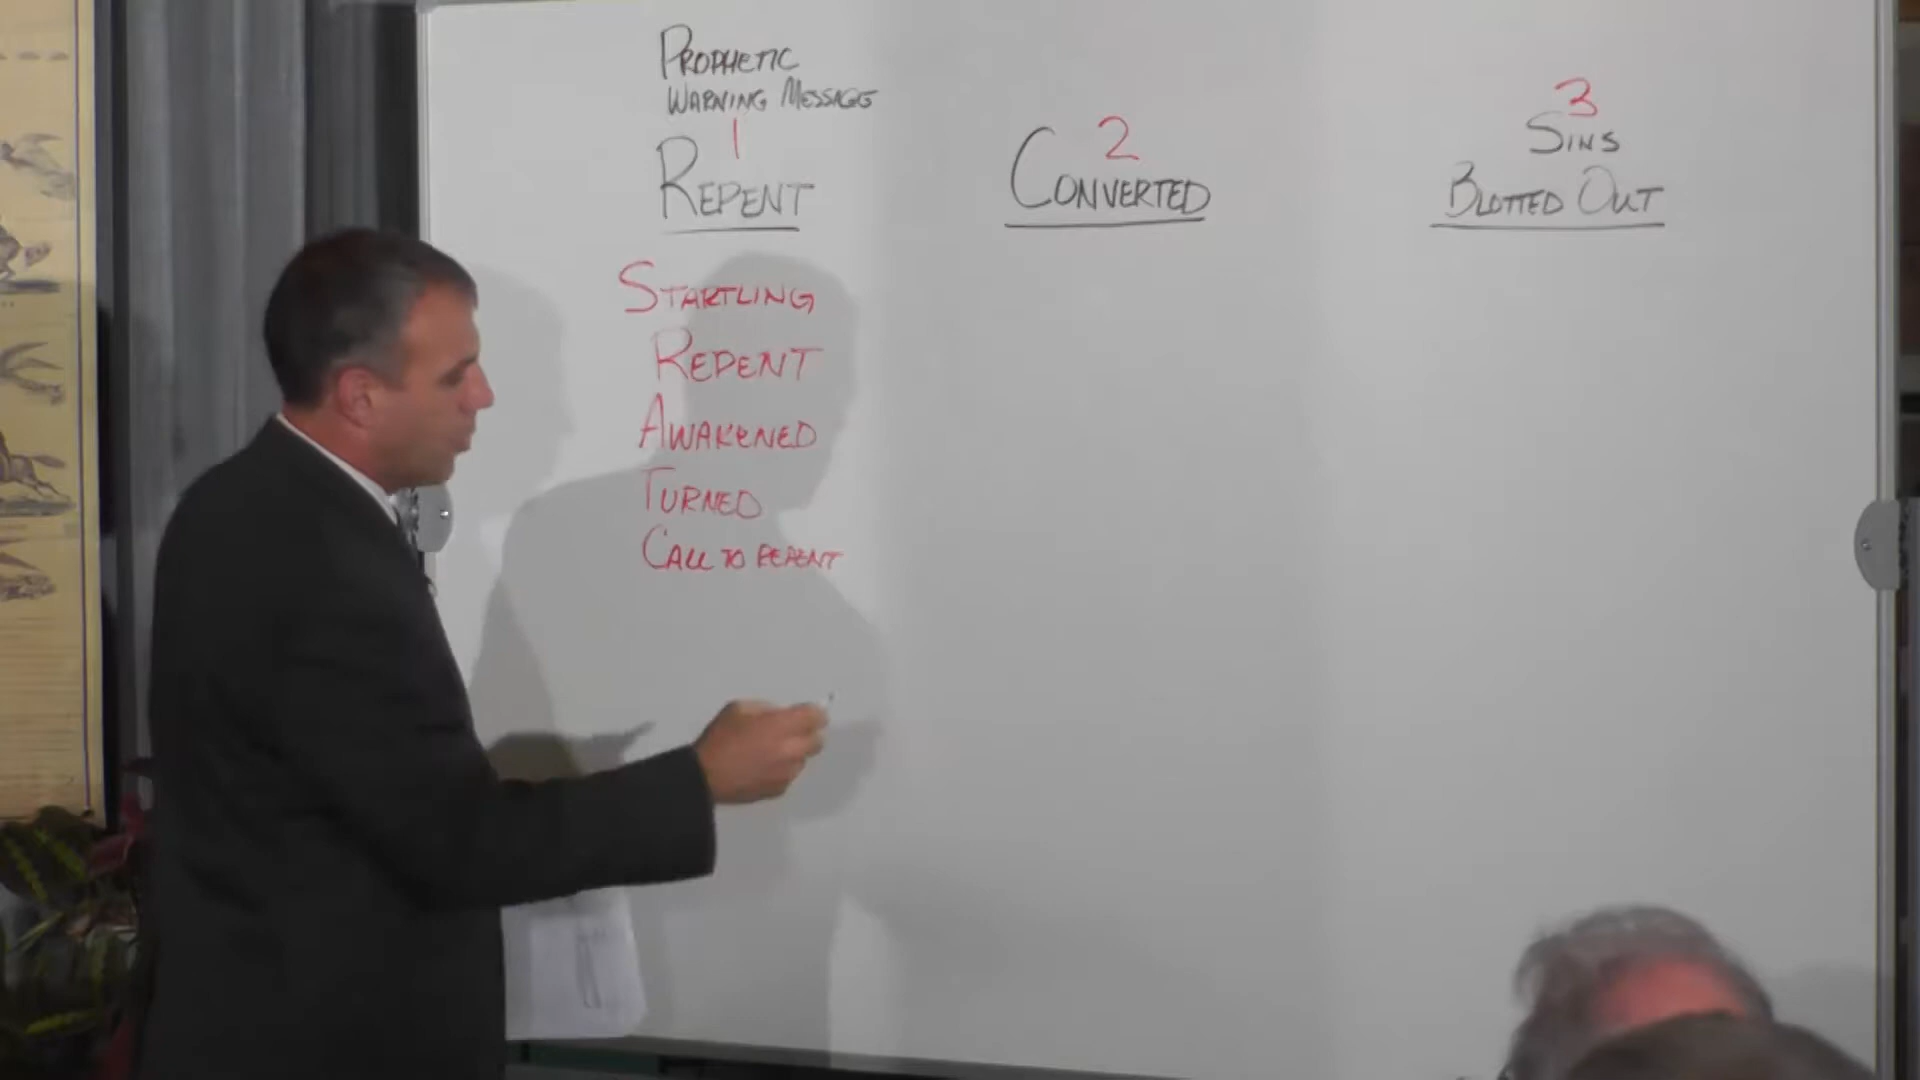 PROPHETIC
WARNING MESSAGE
1
REPENT
STARTLING
REPENT
AWAKENED
TURNED
CALL TO REPENT
2
CONVERTED
3
SINS
BLOTTED OUT